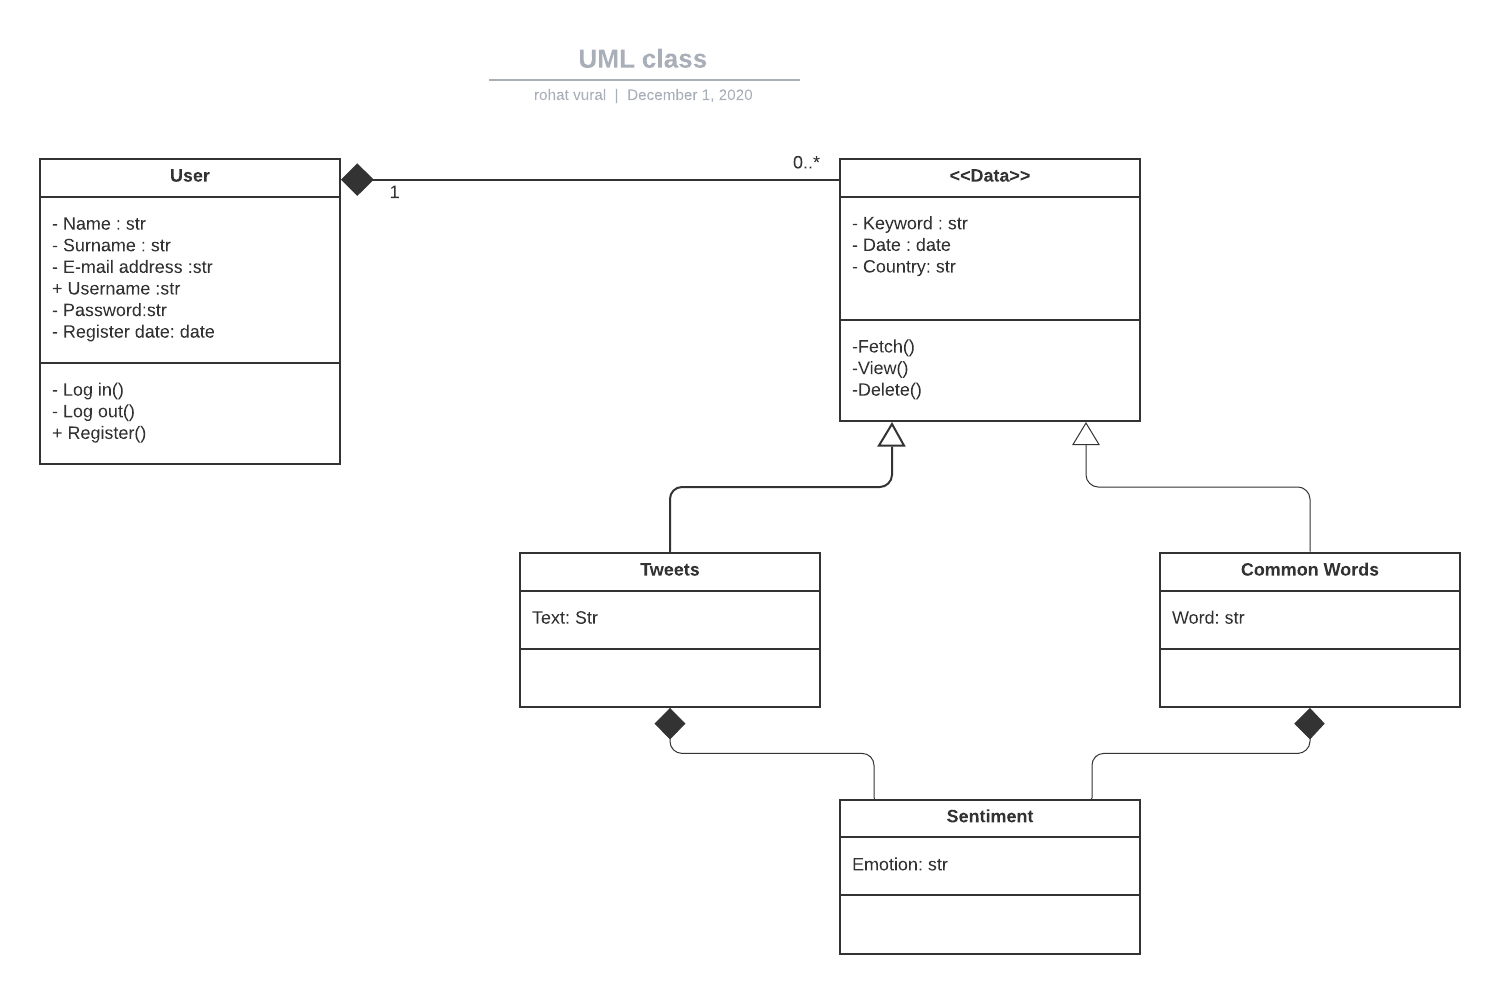 UML class
rohat vural | December 1, 2020
User
- Name : str
- Surname : str
- E-mail address :str
+ Username :str
- Password:str
- Register date: date
- Log in()
- Log out()
+ Register()
1
0..*
<<Data>>
- Keyword : str
- Date : date
- Country: str
-Fetch()
-View()
-Delete()
Tweets
Text: Str
Common Words
Word: str
Sentiment
Emotion: str